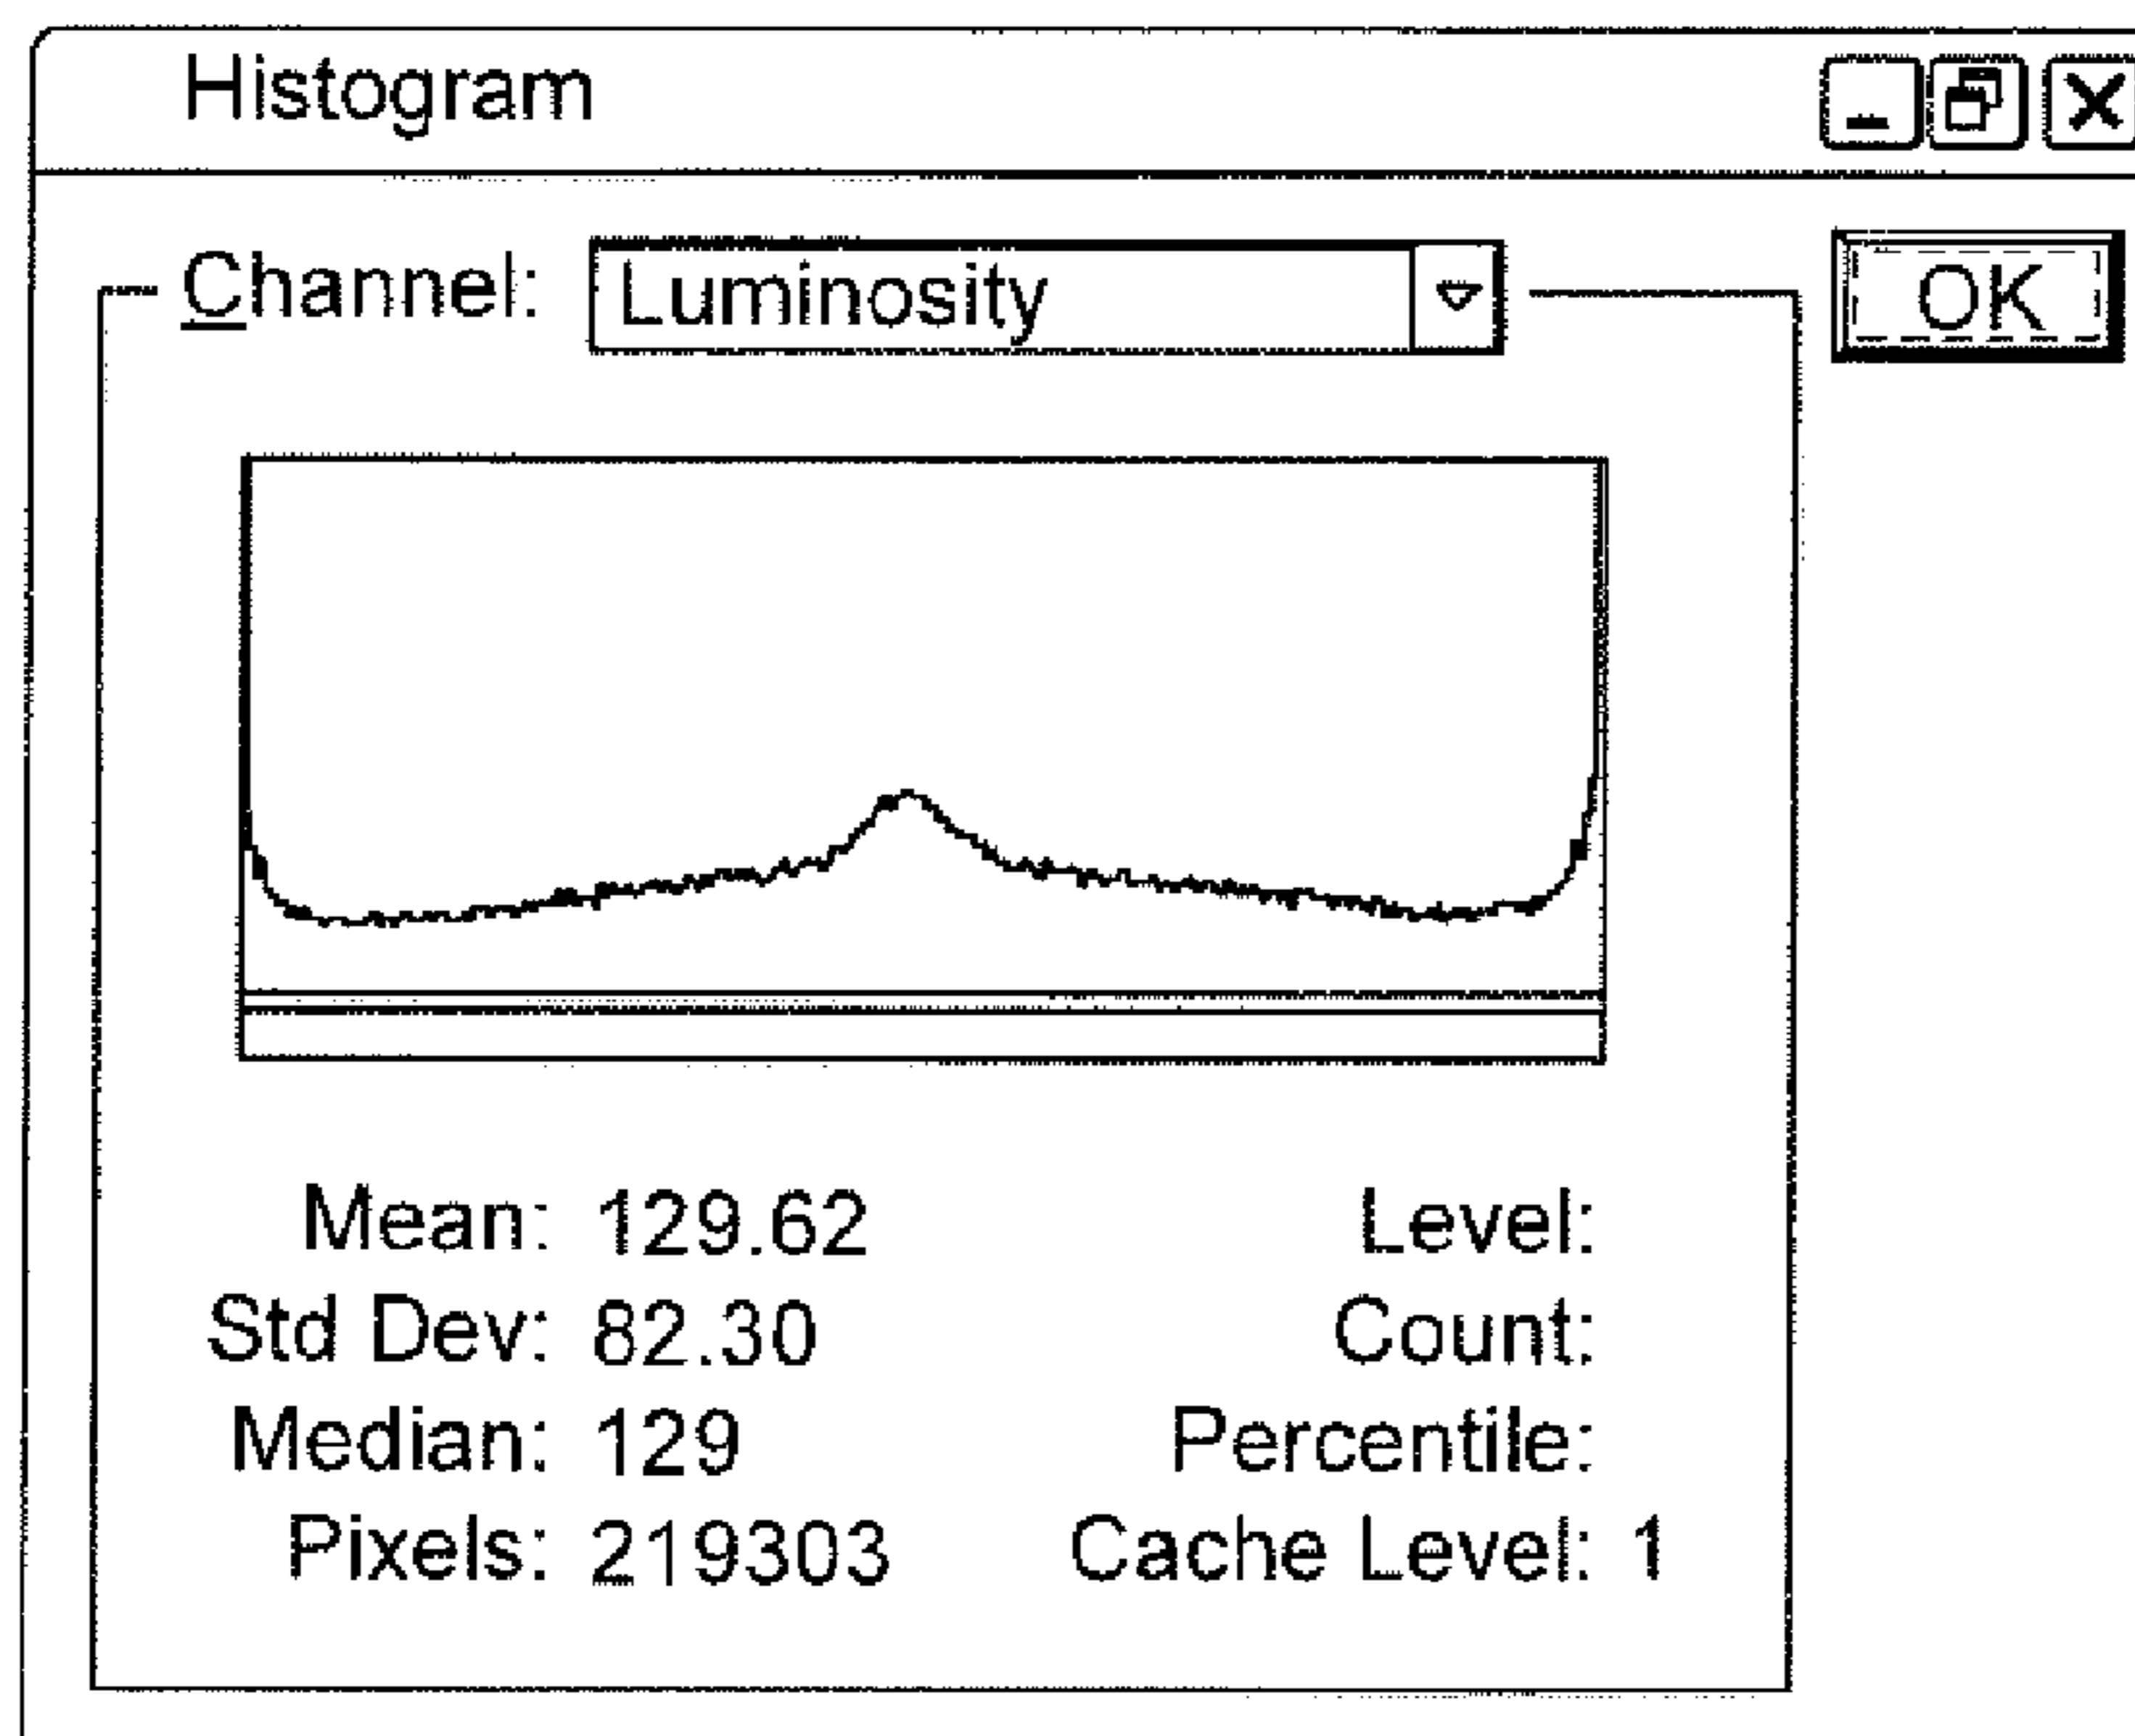 Histogram
Channel: Luminosity
OK
Mean: 129.62 Level:
Std Dev: 82.30 Count:
Median: 129 Percentile:
Pixels: 219303 Cache Level: 1